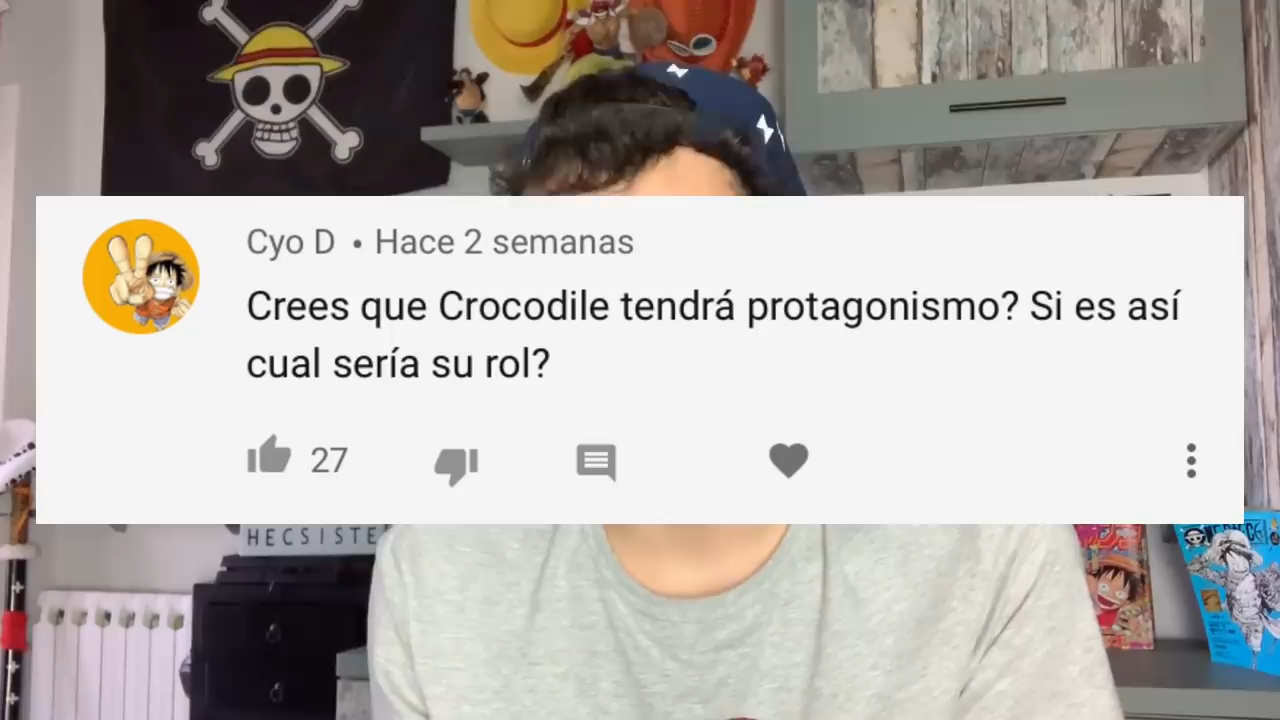 Cyo D • Hace 2 semanas
Crees que Crocodile tendrá protagonismo? Si es así
cual sería su rol?
27
HECSISTE